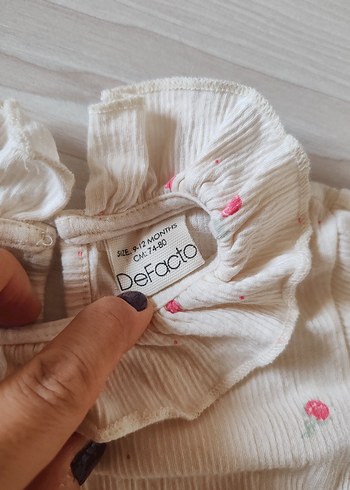 SIZE: 9-12 MONTHS
CM: 74-80
DeFacto